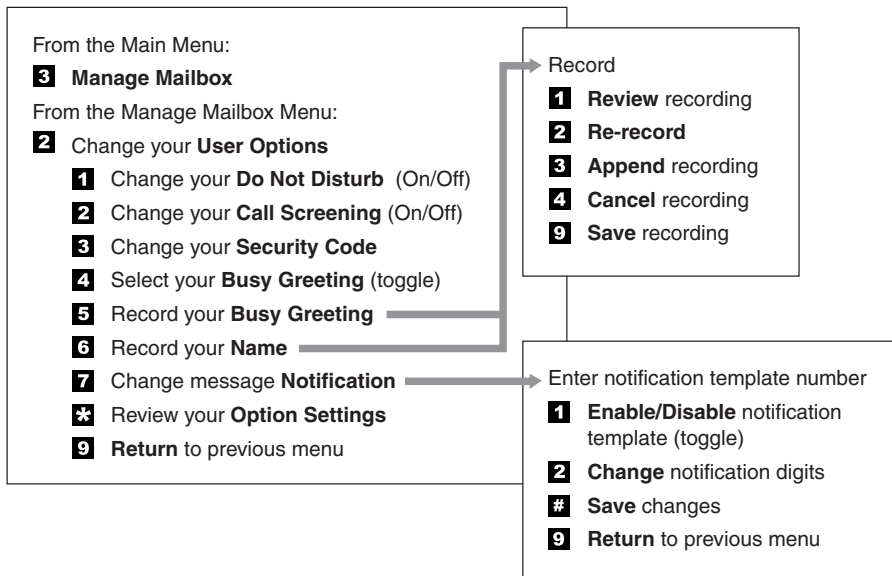 From the Main Menu:
3 Manage Mailbox
From the Manage Mailbox Menu:
2 Change your User Options
1 Change your Do Not Disturb (On/Off)
2 Change your Call Screening (On/Off)
3 Change your Security Code
4 Select your Busy Greeting (toggle)
5 Record your Busy Greeting
6 Record your Name
7 Change message Notification
* Review your Option Settings
9 Return to previous menu
Record
1 Review recording
2 Re-record
3 Append recording
4 Cancel recording
9 Save recording
Enter notification template number
1 Enable/Disable notification
template (toggle)
2 Change notification digits
# Save changes
9 Return to previous menu